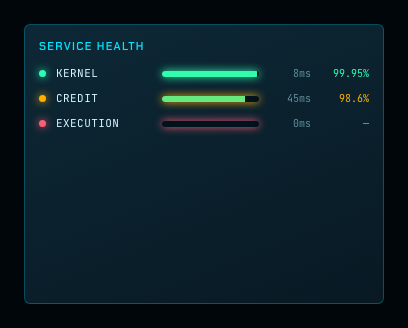 SERVICE HEALTH
KERNEL 8ms 99.95%
CREDIT 45ms 98.6%
EXECUTION 0ms —